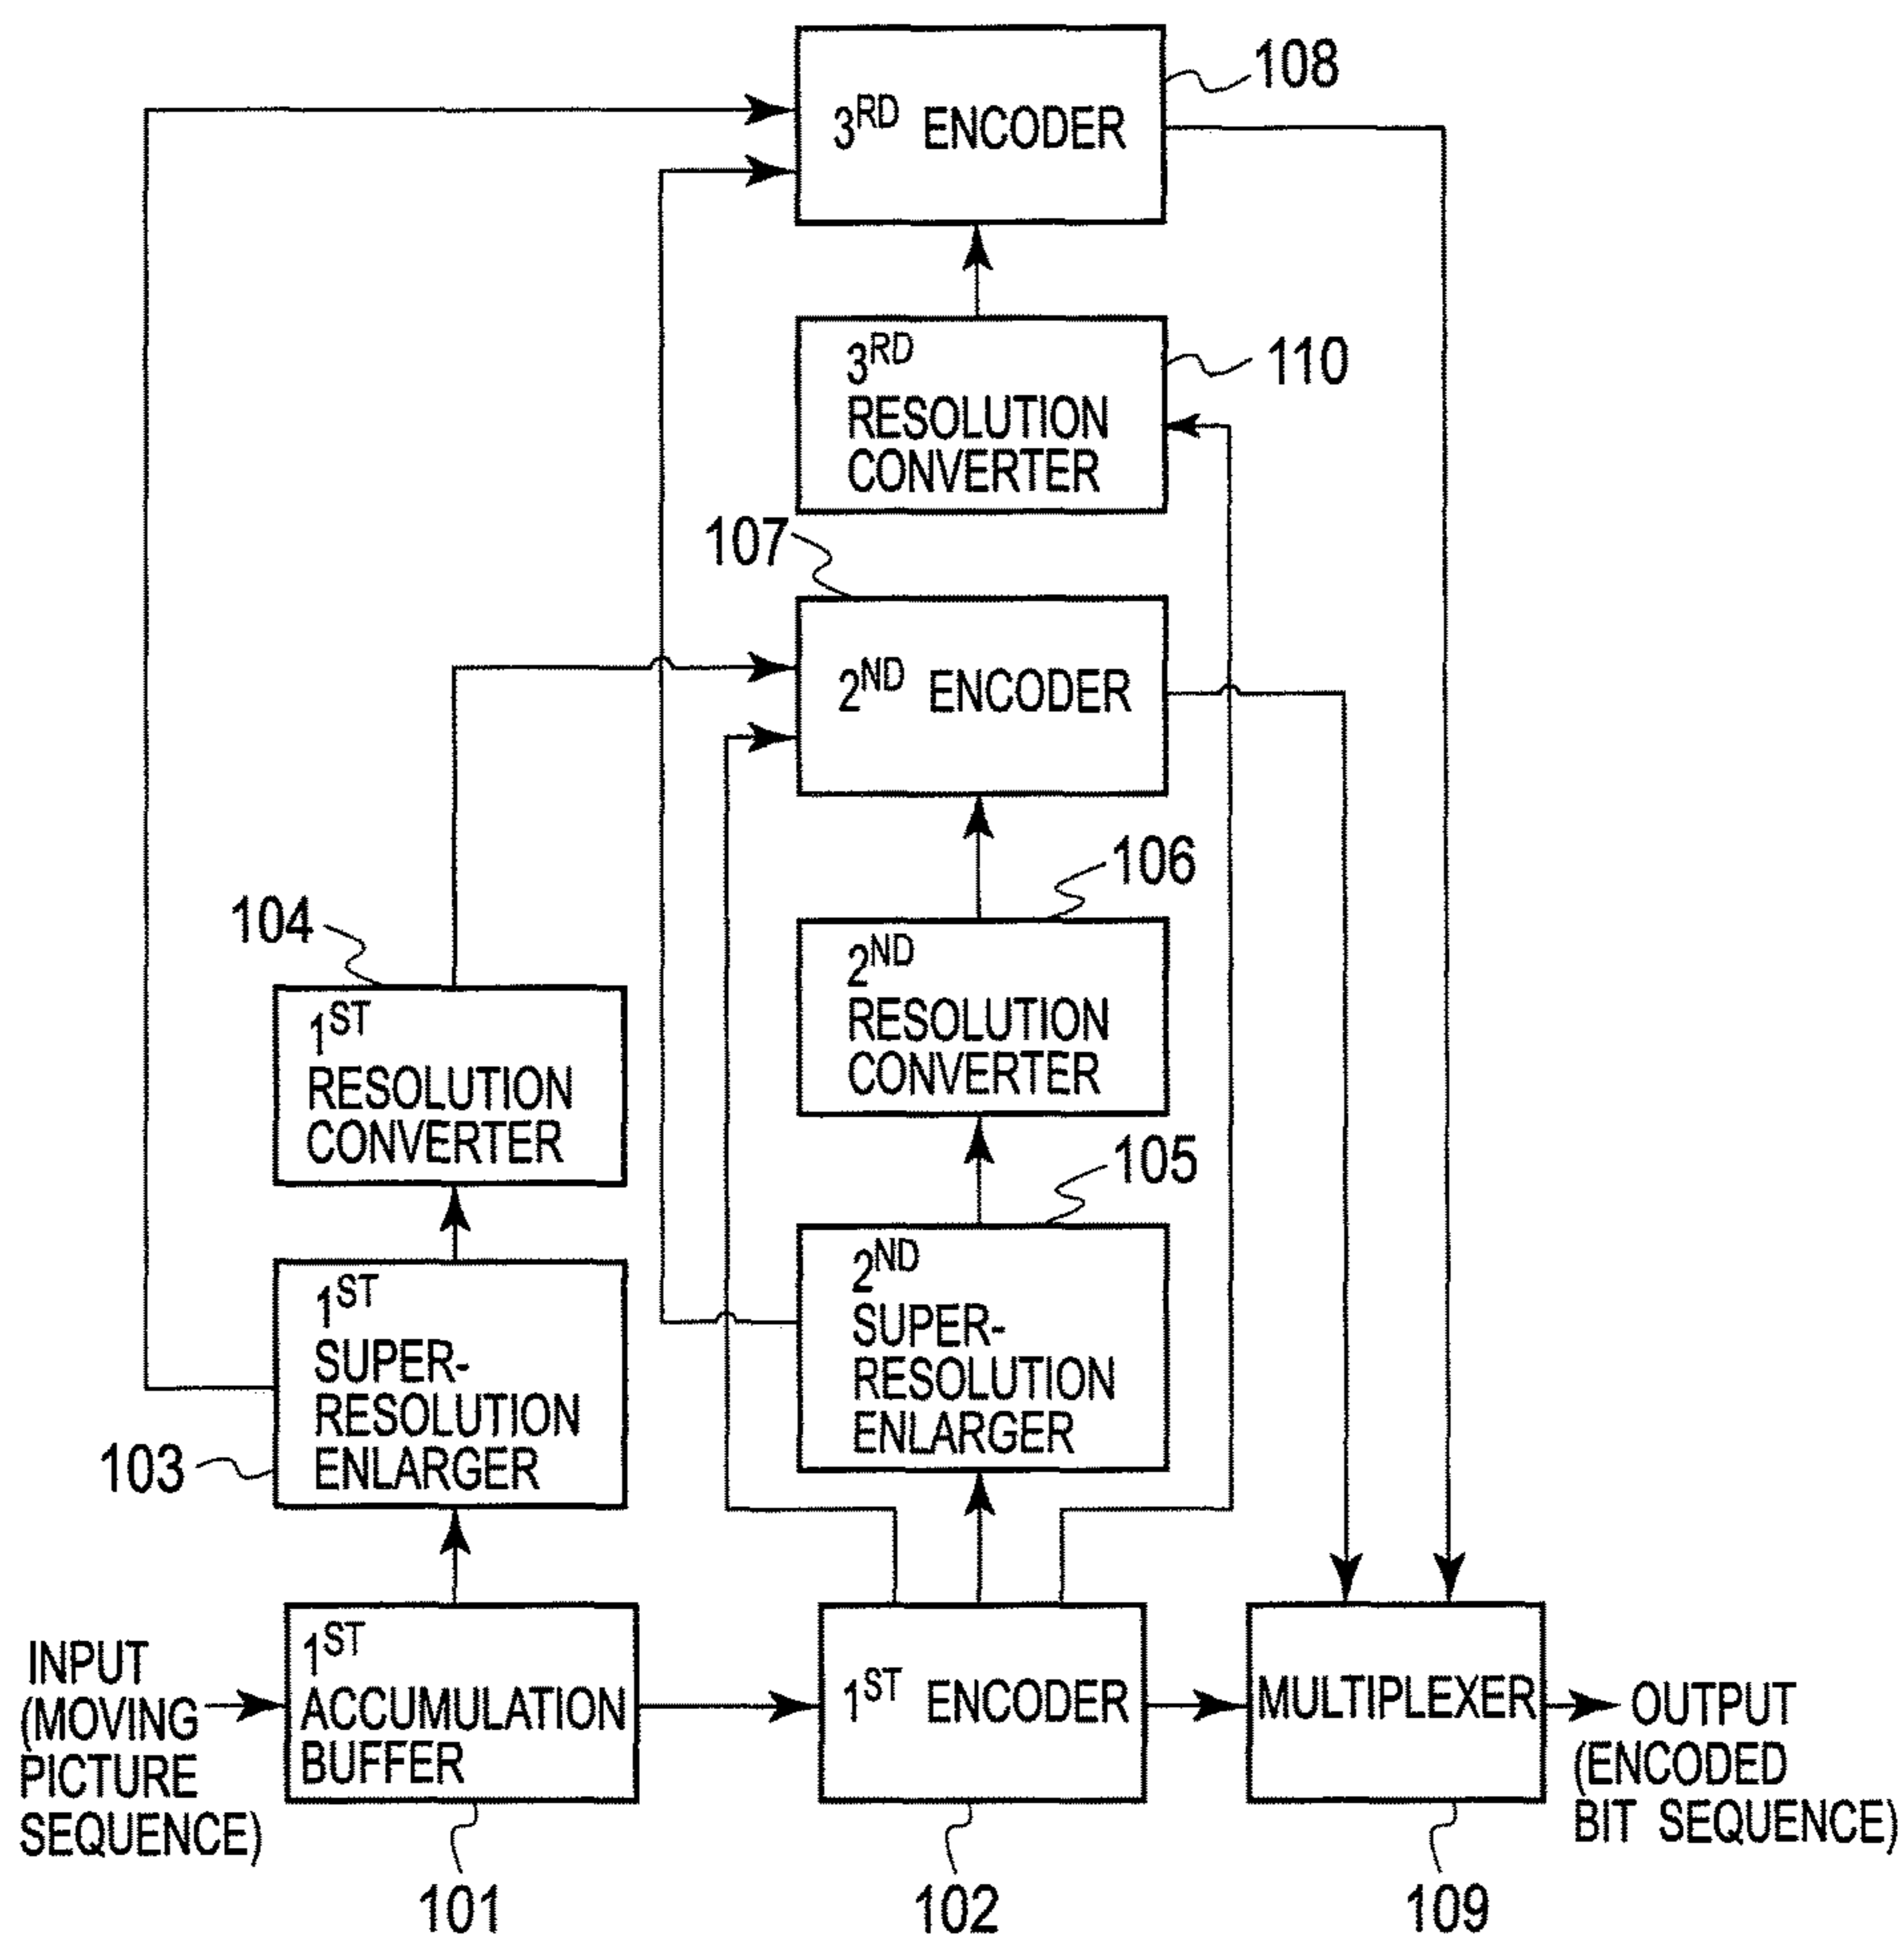 108
3RD ENCODER
3RD
RESOLUTION
CONVERTER
110
107
2ND ENCODER
106
104
2ND
RESOLUTION
CONVERTER
1ST
RESOLUTION
CONVERTER
105
2ND
SUPER-
RESOLUTION
ENLARGER
1ST
SUPER-
RESOLUTION
ENLARGER
103
INPUT
(MOVING
PICTURE
SEQUENCE)
1ST
ACCUMULATION
BUFFER
1ST ENCODER
MULTIPLEXER
OUTPUT
(ENCODED
BIT SEQUENCE)
101
102
109